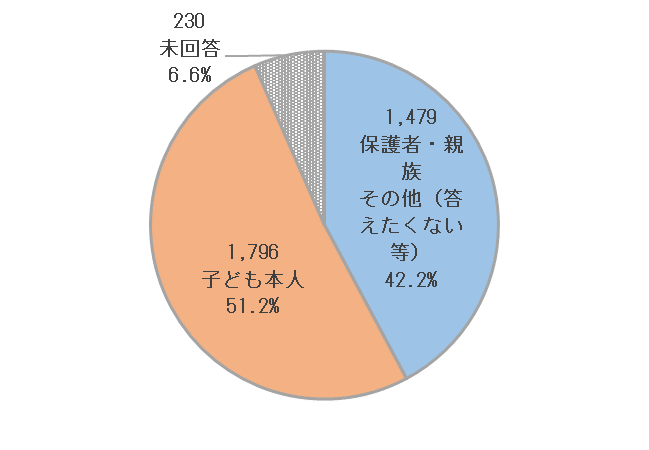 230
未回答
6.6%
1,479
保護者・親
族
その他（答
えたくない
等）
42.2%
1,796
子ども本人
51.2%